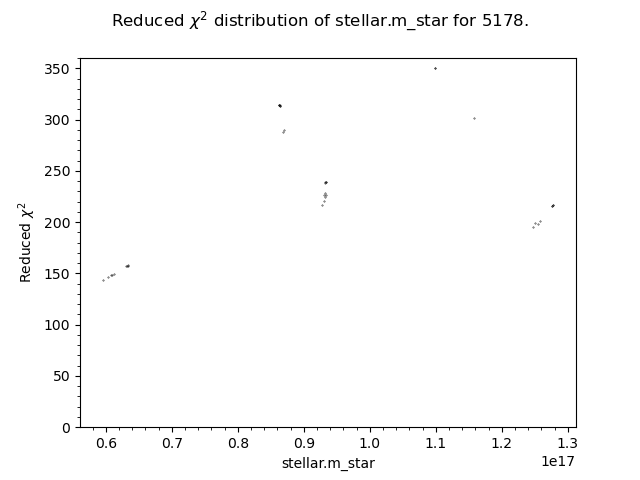 Reduced χ² distribution of stellar.m_star for 5178.
350
300
250
200
150
100
50
0
Reduced χ²
0.6 0.7 0.8 0.9 1.0 1.1 1.2 1.3
1e17
stellar.m_star